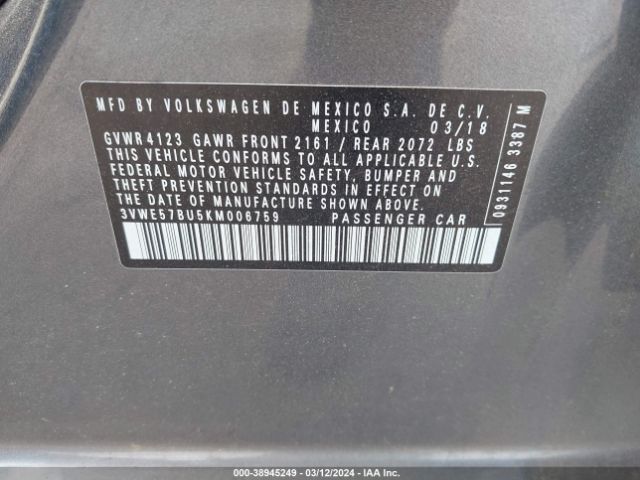 MFD BY VOLKSWAGEN DE MEXICO S.A. DE C.V.
MEXICO 03/18
GVWR 4123 GAWR FRONT 2161 / REAR 2072 LBS
THIS VEHICLE CONFORMS TO ALL APPLICABLE U.S.
FEDERAL MOTOR VEHICLE SAFETY, BUMPER AND
THEFT PREVENTION STANDARDS IN EFFECT ON
THE DATE OF MANUFACTURE SHOWN ABOVE.
3VWE57BU5KM006759 PASSENGER CAR
0931146 3387 M
000-38945249 - 03/12/2024 - IAA Inc.